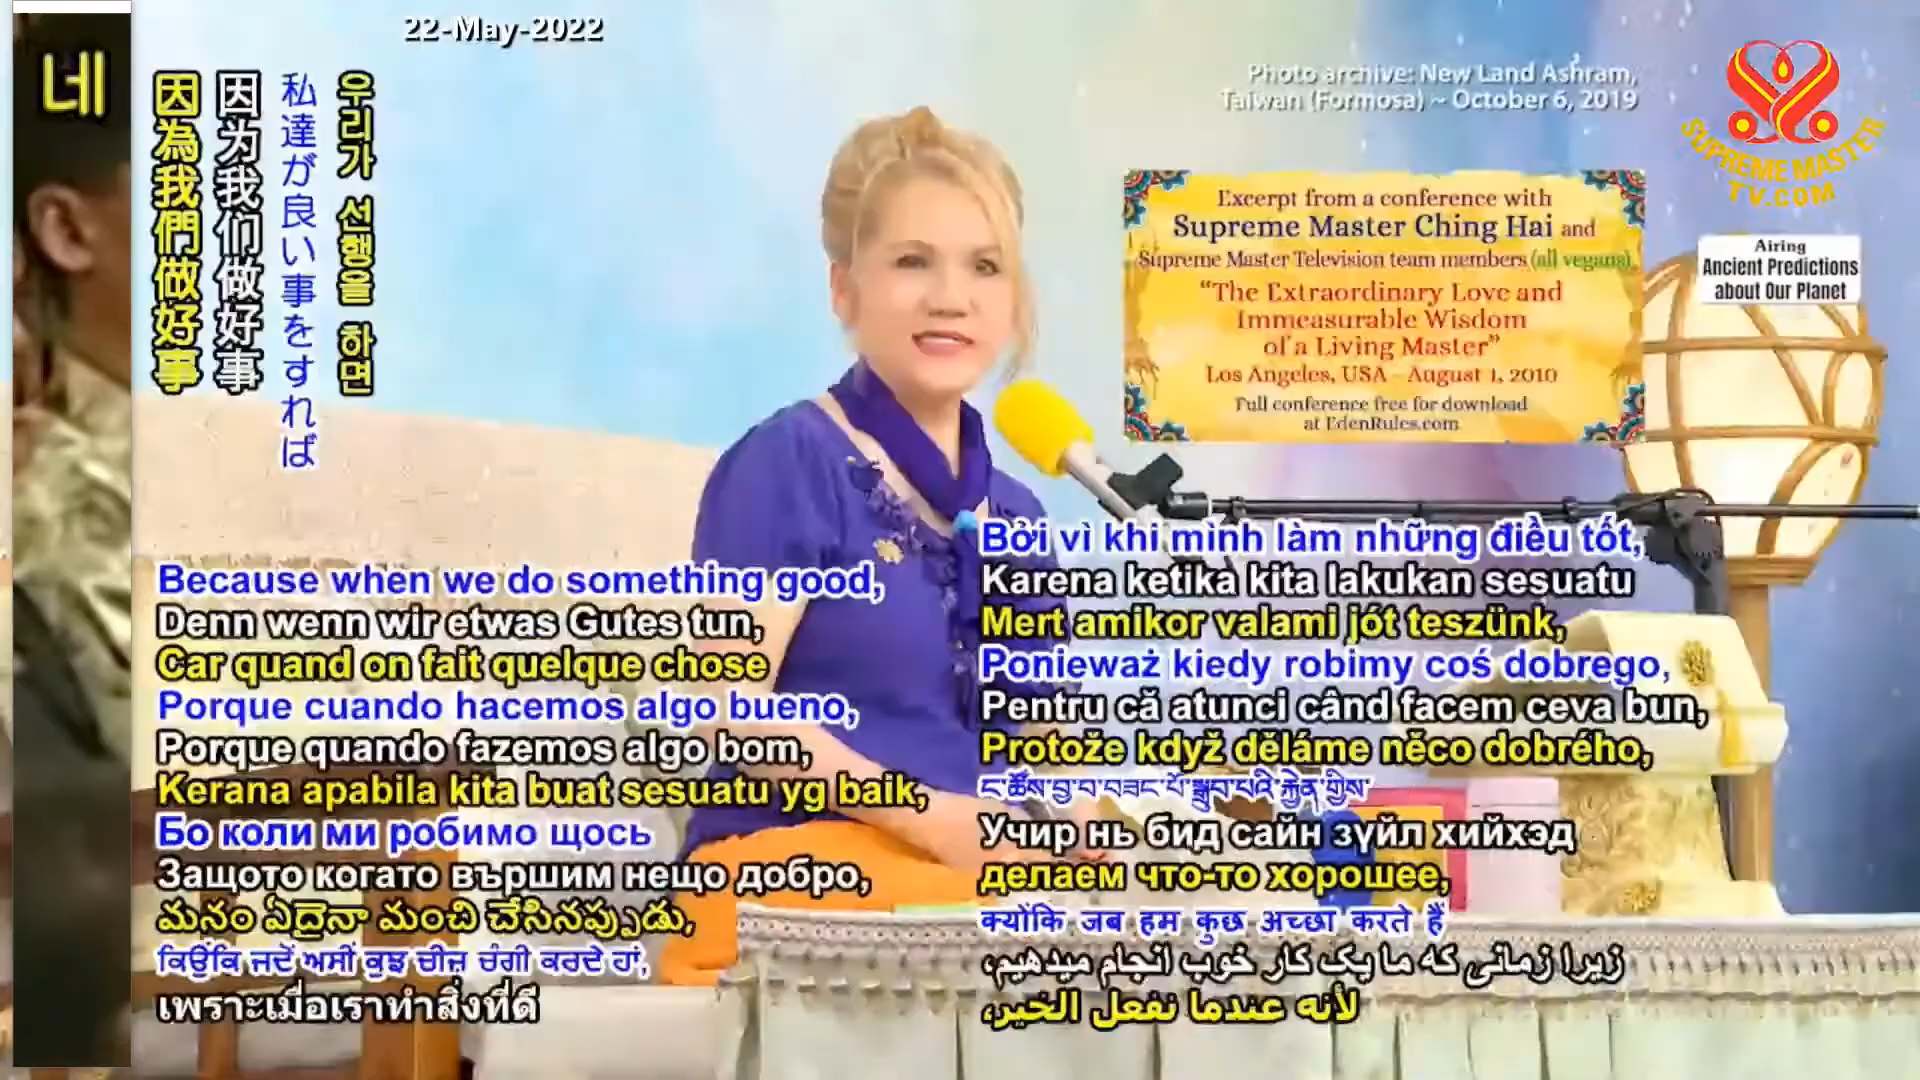 22-May-2022
네
우리가 선행을 하면
私達が良い事をすれば
因为我们做好事
因為我們做好事
Photo archive: New Land Ashram,
Taiwan (Formosa) ~ October 6, 2019
SUPREME MASTER
TV.COM
Excerpt from a conference with
Supreme Master Ching Hai and
Supreme Master Television team members (all vegans)
“The Extraordinary Love and
Immeasurable Wisdom
of a Living Master”
Los Angeles, USA - August 1, 2010
Full conference free for download
at EdenRules.com
Airing
Ancient Predictions
about Our Planet
Because when we do something good,
Denn wenn wir etwas Gutes tun,
Car quand on fait quelque chose
Porque cuando hacemos algo bueno,
Porque quando fazemos algo bom,
Kerana apabila kita buat sesuatu yg baik,
Бо коли ми робимо щось
Защото когато вършим нещо добро,
మనం ఏదైనా మంచి చేసినప్పుడు,
ਕਿਉਂਕਿ ਜਦੋਂ ਅਸੀਂ ਕੁਝ ਚੀਜ਼ ਚੰਗੀ ਕਰਦੇ ਹਾਂ,
เพราะเมื่อเราทำสิ่งที่ดี
Bởi vì khi mình làm những điều tốt,
Karena ketika kita lakukan sesuatu
Mert amikor valami jót teszünk,
Ponieważ kiedy robimy coś dobrego,
Pentru că atunci când facem ceva bun,
Protože když děláme něco dobrého,
ང་ཚོས་བྱ་བ་བཟང་པོ་སྒྲུབ་པའི་རྐྱེན་གྱིས་
Учир нь бид сайн зүйл хийхэд
делаем что-то хорошее,
क्योंकि जब हम कुछ अच्छा करते हैं
زیرا زمانی که ما یک کار خوب انجام میدهیم،
لأنه عندما نفعل الخير،